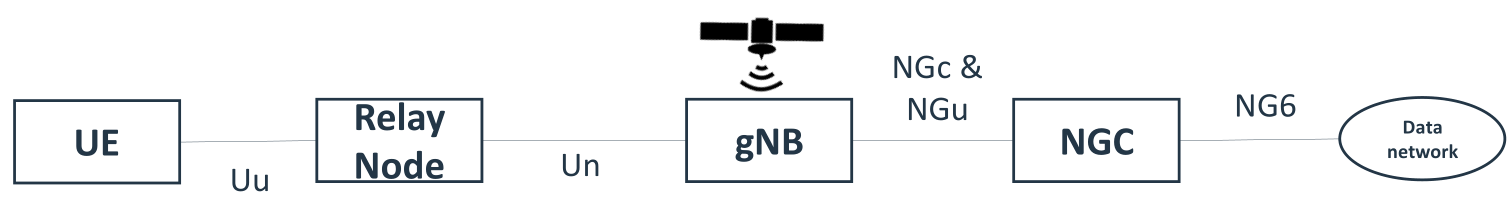 UE
Uu
Relay
Node
Un
gNB
NGc &
NGu
NGC
NG6
Data
network